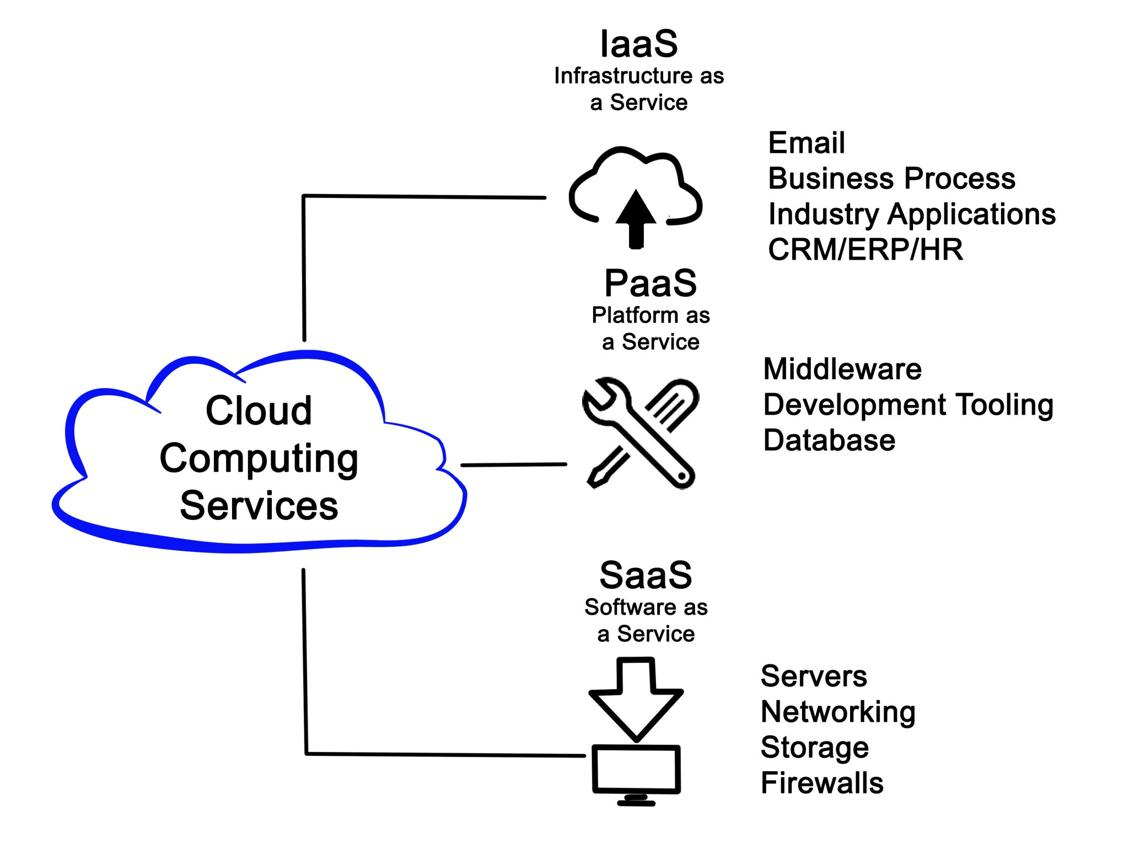 IaaS
Infrastructure as
a Service
Email
Business Process
Industry Applications
CRM/ERP/HR
PaaS
Platform as
a Service
Middleware
Development Tooling
Database
Cloud
Computing
Services
SaaS
Software as
a Service
Servers
Networking
Storage
Firewalls